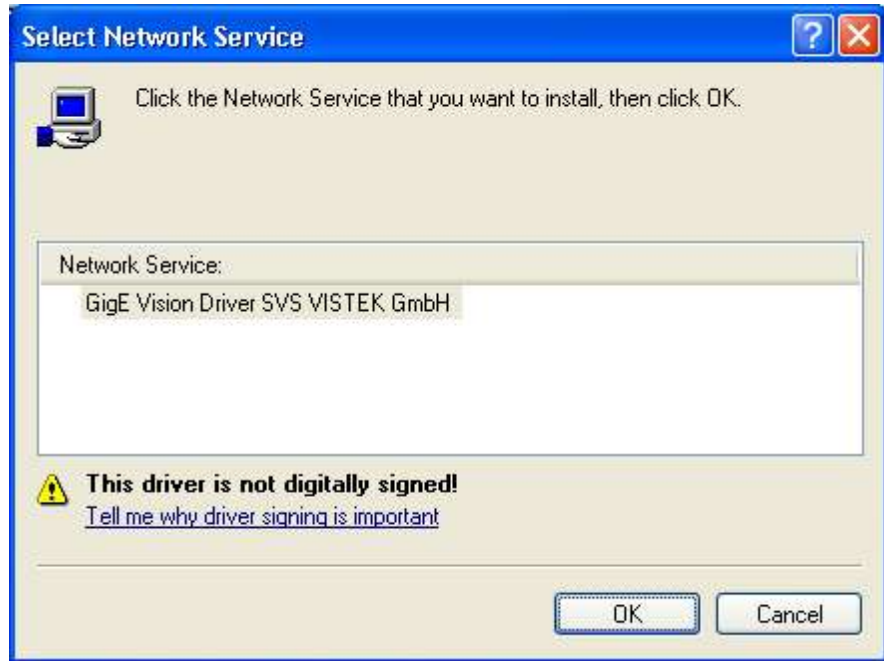 Select Network Service
Click the Network Service that you want to install, then click OK.
Network Service:
GigE Vision Driver SVS VISTEK GmbH
This driver is not digitally signed!
Tell me why driver signing is important
OK
Cancel